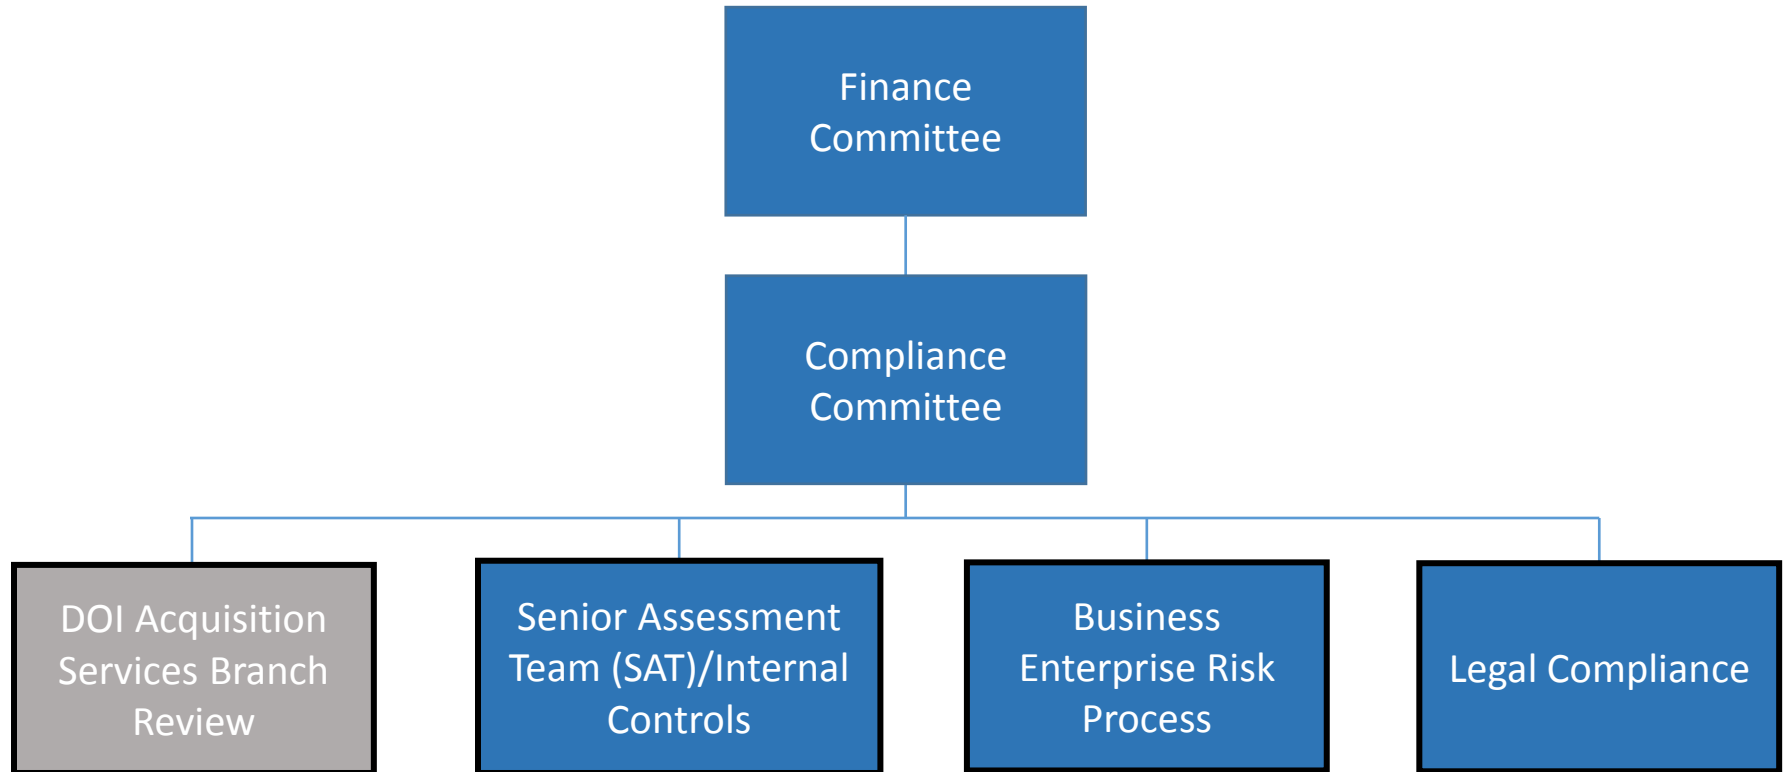 Finance
Committee
Compliance
Committee
DOI Acquisition
Services Branch
Review
Senior Assessment
Team (SAT)/Internal
Controls
Business
Enterprise Risk
Process
Legal Compliance